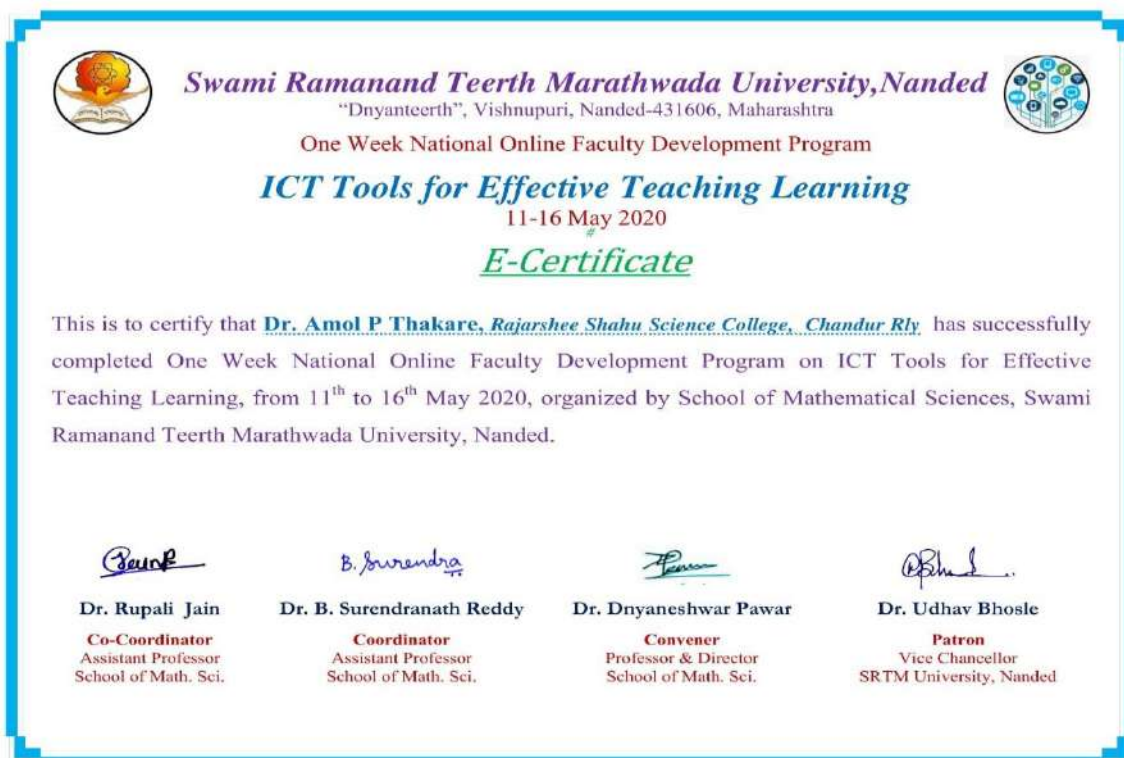 Swami Ramanand Teerth Marathwada University,Nanded
“Dnyanteerth”, Vishnupuri, Nanded-431606, Maharashtra
One Week National Online Faculty Development Program
ICT Tools for Effective Teaching Learning
11-16 May 2020
#
E-Certificate
This is to certify that Dr. Amol P Thakare, Rajarshee Shahu Science College, Chandur Rly has successfully
completed One Week National Online Faculty Development Program on ICT Tools for Effective
Teaching Learning, from 11th to 16th May 2020, organized by School of Mathematical Sciences, Swami
Ramanand Teerth Marathwada University, Nanded.
B. Surendra
Dr. Rupali Jain Dr. B. Surendranath Reddy Dr. Dnyaneshwar Pawar Dr. Udhav Bhosle
Co-Coordinator Coordinator Convener Patron
Assistant Professor Assistant Professor Professor & Director Vice Chancellor
School of Math. Sci. School of Math. Sci. School of Math. Sci. SRTM University, Nanded